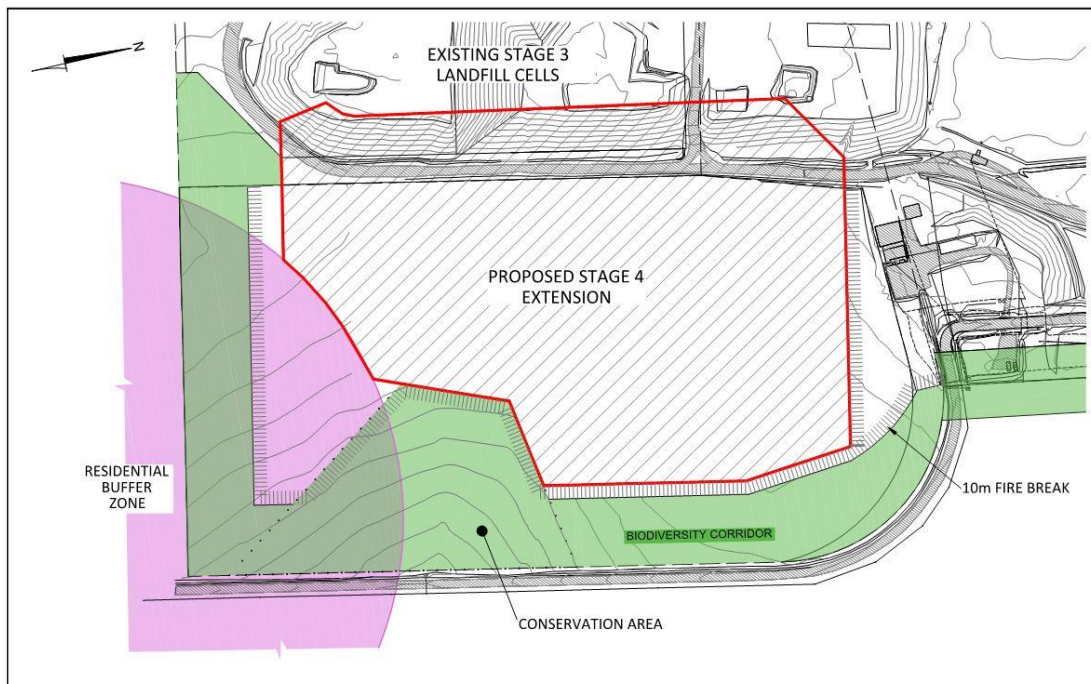 N
EXISTING STAGE 3
LANDFILL CELLS
PROPOSED STAGE 4
EXTENSION
RESIDENTIAL
BUFFER
ZONE
10m FIRE BREAK
BIODIVERSITY CORRIDOR
CONSERVATION AREA